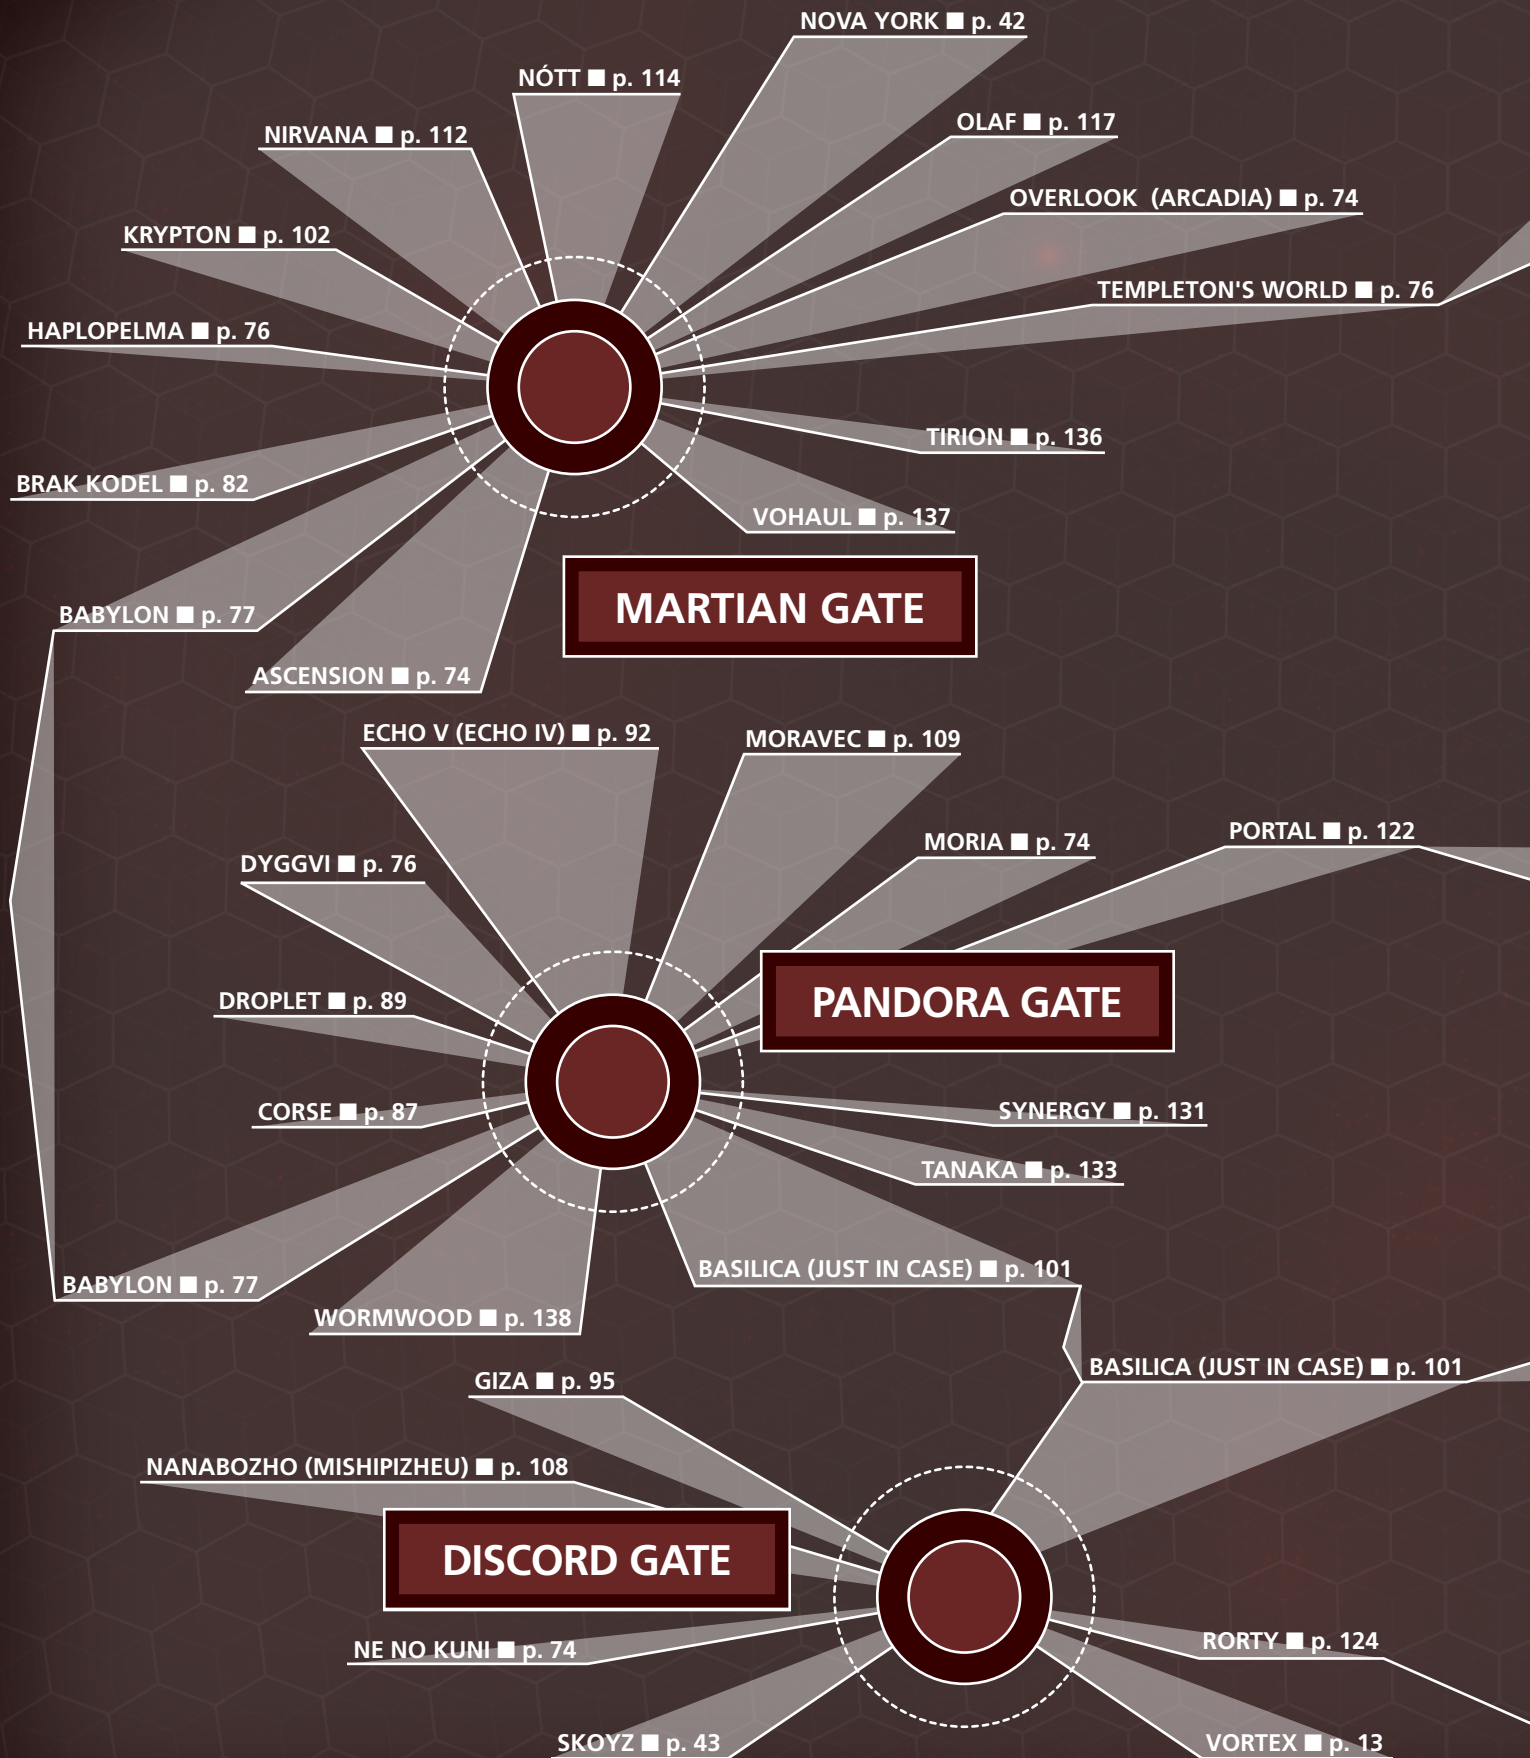 NOVA YORK ■ p. 42
NÓTT ■ p. 114
OLAF ■ p. 117
NIRVANA ■ p. 112
OVERLOOK (ARCADIA) ■ p. 74
KRYPTON ■ p. 102
TEMPLETON'S WORLD ■ p. 76
HAPLOPELMA ■ p. 76
TIRION ■ p. 136
BRAK KODEL ■ p. 82
VOHAUL ■ p. 137
MARTIAN GATE
BABYLON ■ p. 77
ASCENSION ■ p. 74
ECHO V (ECHO IV) ■ p. 92
MORAVEC ■ p. 109
PORTAL ■ p. 122
MORIA ■ p. 74
DYGGVI ■ p. 76
DROPLET ■ p. 89
PANDORA GATE
CORSE ■ p. 87
SYNERGY ■ p. 131
TANAKA ■ p. 133
BASILICA (JUST IN CASE) ■ p. 101
BABYLON ■ p. 77
WORMWOOD ■ p. 138
BASILICA (JUST IN CASE) ■ p. 101
GIZA ■ p. 95
NANABOZHO (MISHIPIZHEU) ■ p. 108
DISCORD GATE
NE NO KUNI ■ p. 74
RORTY ■ p. 124
SKOYZ ■ p. 43
VORTEX ■ p. 13